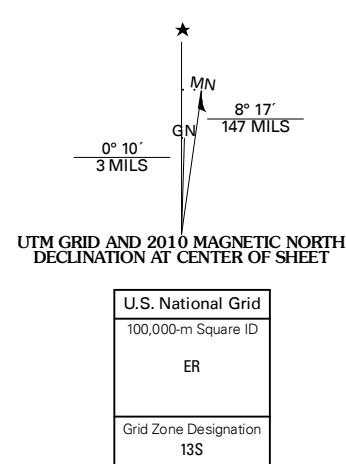 ★
MN
8° 17´
147 MILS
GN
0° 10´
3 MILS
UTM GRID AND 2010 MAGNETIC NORTH
DECLINATION AT CENTER OF SHEET
U.S. National Grid
100,000-m Square ID
ER
Grid Zone Designation
13S